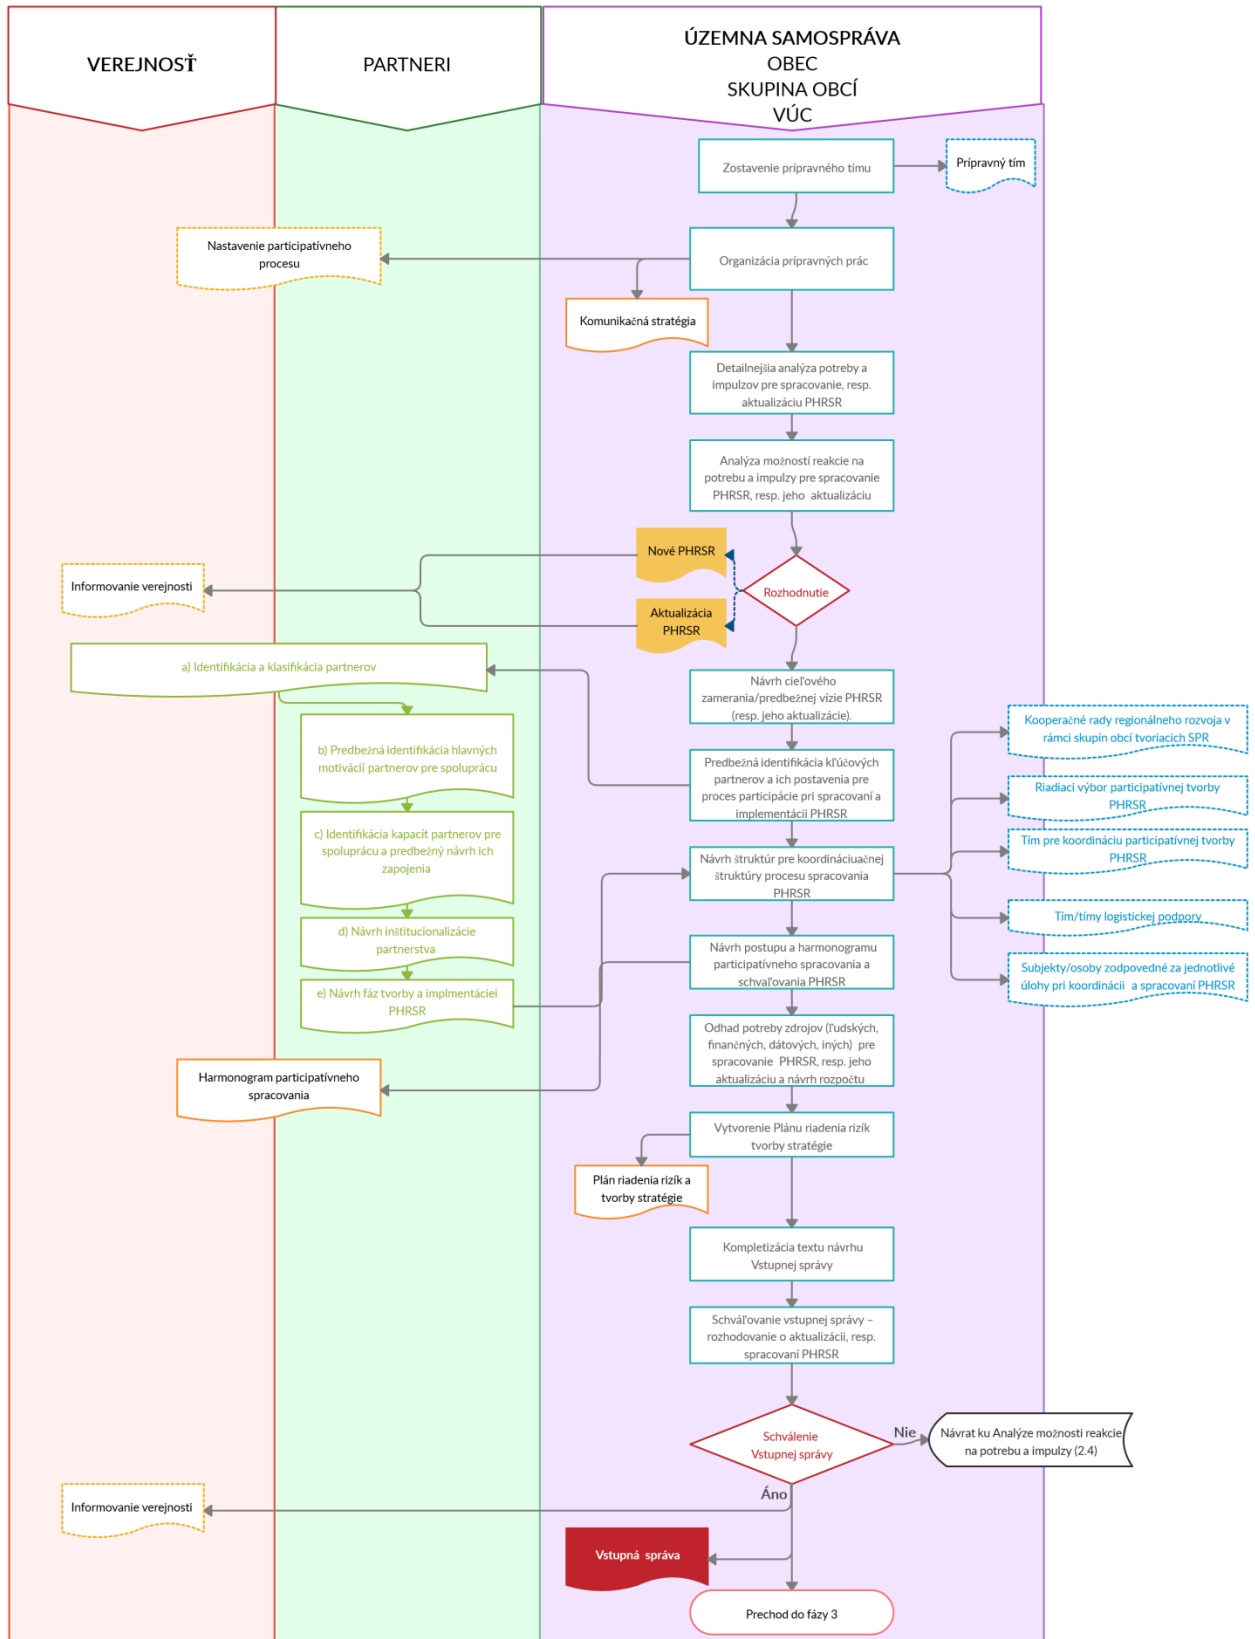 VEREJNOSŤ
PARTNERI
ÚZEMNA SAMOSPRÁVA
OBEC
SKUPINA OBCÍ
VÚC
Zostavenie prípravného tímu
Prípravný tím
Nastavenie participatívneho
procesu
Organizácia prípravných prác
Komunikačná stratégia
Detailnejšia analýza potreby a
impulzov pre spracovanie, resp.
aktualizáciu PHRSR
Analýza možností reakcie na
potrebu a impulzy pre spracovanie
PHRSR, resp. jeho aktualizáciu
Nové PHRSR
Informovanie verejnosti
Rozhodnutie
Aktualizácia
PHRSR
a) Identifikácia a klasifikácia partnerov
Návrh cieľového
zamerania/predbežnej vízie PHRSR
(resp. jeho aktualizácie).
Kooperačné rady regionálneho rozvoja v
rámci skupín obcí tvoriacich SPR
b) Predbežná identifikácia hlavných
motivácií partnerov pre spoluprácu
Predbežná identifikácia kľúčových
partnerov a ich postavenia pre
proces participácie pri spracovaní a
implementácii PHRSR
Riadiaci výbor participatívnej tvorby
PHRSR
c) Identifikácia kapacít partnerov pre
spoluprácu a predbežný návrh ich
zapojenia
Návrh štruktúr pre koordináciuačnej
štruktúry procesu spracovania
PHRSR
Tím pre koordináciu participatívnej tvorby
PHRSR
Tím/tímy logistickej podpory
d) Návrh inštitucionalizácie
partnerstva
Návrh postupu a harmonogramu
participatívneho spracovania a
schvaľovania PHRSR
Subjekty/osoby zodpovedné za jednotlivé
úlohy pri koordinácii a spracovaní PHRSR
e) Návrh fáz tvorby a implmentáciei
PHRSR
Odhad potreby zdrojov (ľudských,
finančných, dátových, iných) pre
spracovanie PHRSR, resp. jeho
aktualizáciu a návrh rozpočtu
Harmonogram participatívneho
spracovania
Vytvorenie Plánu riadenia rizík
tvorby stratégie
Plán riadenia rizík a
tvorby stratégie
Kompletizácia textu návrhu
Vstupnej správy
Schváľovanie vstupnej správy –
rozhodovanie o aktualizácii, resp.
spracovaní PHRSR
Schválenie
Vstupnej správy
Nie
Návrat ku Analýze možnosti reakcie
na potrebu a impulzy (2.4)
Áno
Informovanie verejnosti
Vstupná správa
Prechod do fázy 3